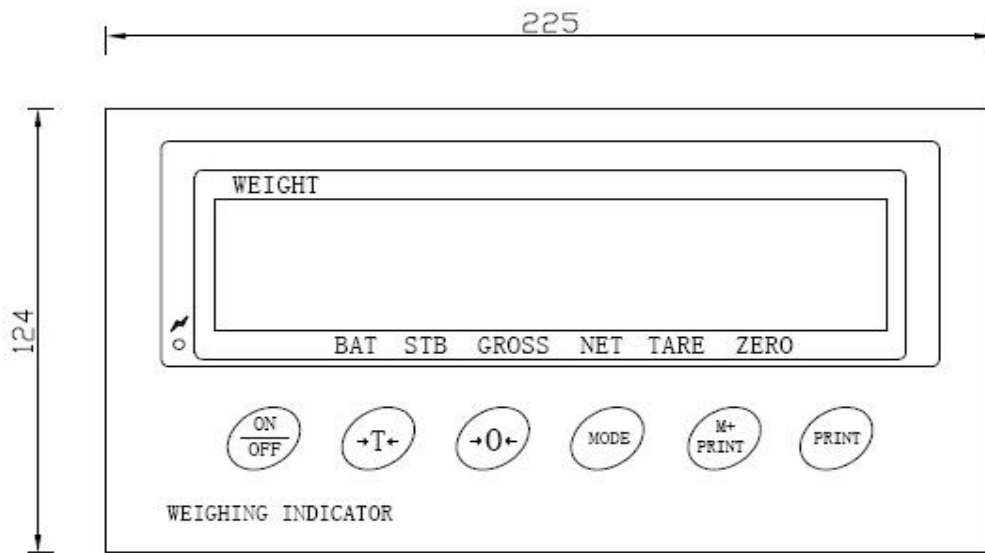 225
WEIGHT
124
BAT STB GROSS NET TARE ZERO
ON
OFF
→T←
→0←
MODE
M+
PRINT
PRINT
WEIGHING INDICATOR